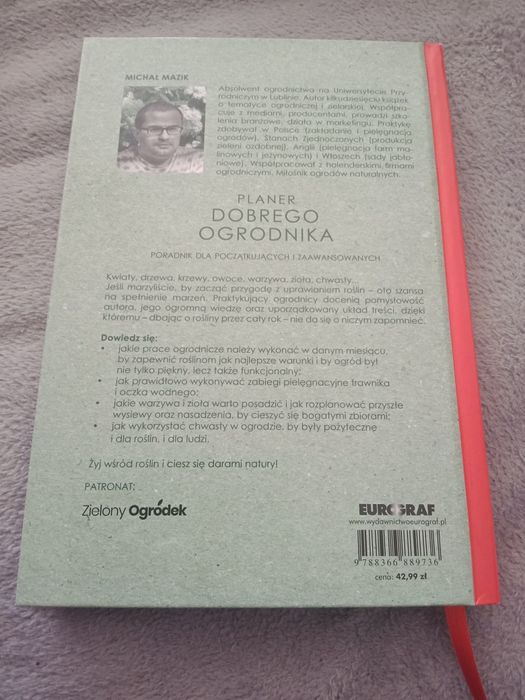 MICHAŁ MAZIK
Absolwent ogrodnictwa na Uniwersytecie Przy-
rodniczym w Lublinie. Autor kilkudziesięciu książek
o tematyce ogrodniczej i zielarskiej. Współpra-
cuje z mediami, producentami, prowadzi szko-
lenia branżowe, działa w marketingu. Praktykę
zdobywał w Polsce (zakładanie i pielęgnacja
ogrodów), Stanach Zjednoczonych (produkcja
zieleni ozdobnej), Anglii (pielęgnacja farm ma-
linowych i jeżynowych) i Włoszech (sady jabło-
niowe). Współpracował z holenderskimi firmami
ogrodniczymi. Miłośnik ogrodów naturalnych.
PLANER
DOBREGO
OGRODNIKA
PORADNIK DLA POCZĄTKUJĄCYCH I ZAAWANSOWANYCH
Kwiaty, drzewa, krzewy, owoce, warzywa, zioła, chwasty...
Jeśli marzyliście, by zacząć przygodę z uprawianiem roślin – oto szansa
na spełnienie marzeń. Praktykujący ogrodnicy docenią pomysłowość
autora, jego ogromną wiedzę oraz uporządkowany układ treści, dzięki
któremu – dbając o rośliny przez cały rok – nie da się o niczym zapomnieć.
Dowiedz się:
• jakie prace ogrodnicze należy wykonać w danym miesiącu,
by zapewnić roślinom jak najlepsze warunki i by ogród był
nie tylko piękny, lecz także funkcjonalny;
• jak prawidłowo wykonywać zabiegi pielęgnacyjne trawnika
i oczka wodnego;
• jakie warzywa i zioła warto posadzić i jak rozplanować przyszłe
wysiewy oraz nasadzenia, by cieszyć się bogatymi zbiorami;
• jak wykorzystać chwasty w ogrodzie, by były pożyteczne
i dla roślin, i dla ludzi.
Żyj wśród roślin i ciesz się darami natury!
PATRONAT:
Zielony Ogródek
EUROGRAF
www.wydawnictwoeurograf.pl
9 788366 889736
cena: 42,99 zł